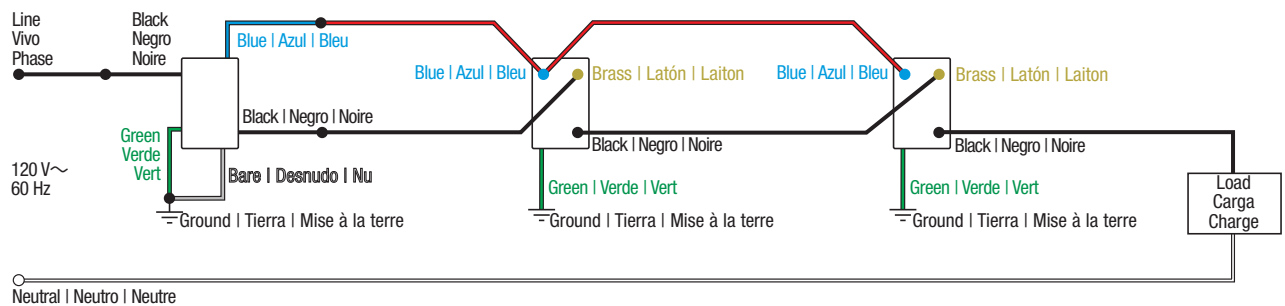 Line
Vivo
Phase
Black
Negro
Noire
Blue | Azul | Bleu
Blue | Azul | Bleu
Brass | Latón | Laiton
Blue | Azul | Bleu
Brass | Latón | Laiton
Black | Negro | Noire
Green
Verde
Vert
Black | Negro | Noire
Black | Negro | Noire
120 V~
60 Hz
Bare | Desnudo | Nu
Green | Verde | Vert
Green | Verde | Vert
Load
Carga
Charge
Ground | Tierra | Mise à la terre
Ground | Tierra | Mise à la terre
Ground | Tierra | Mise à la terre
Neutral | Neutro | Neutre